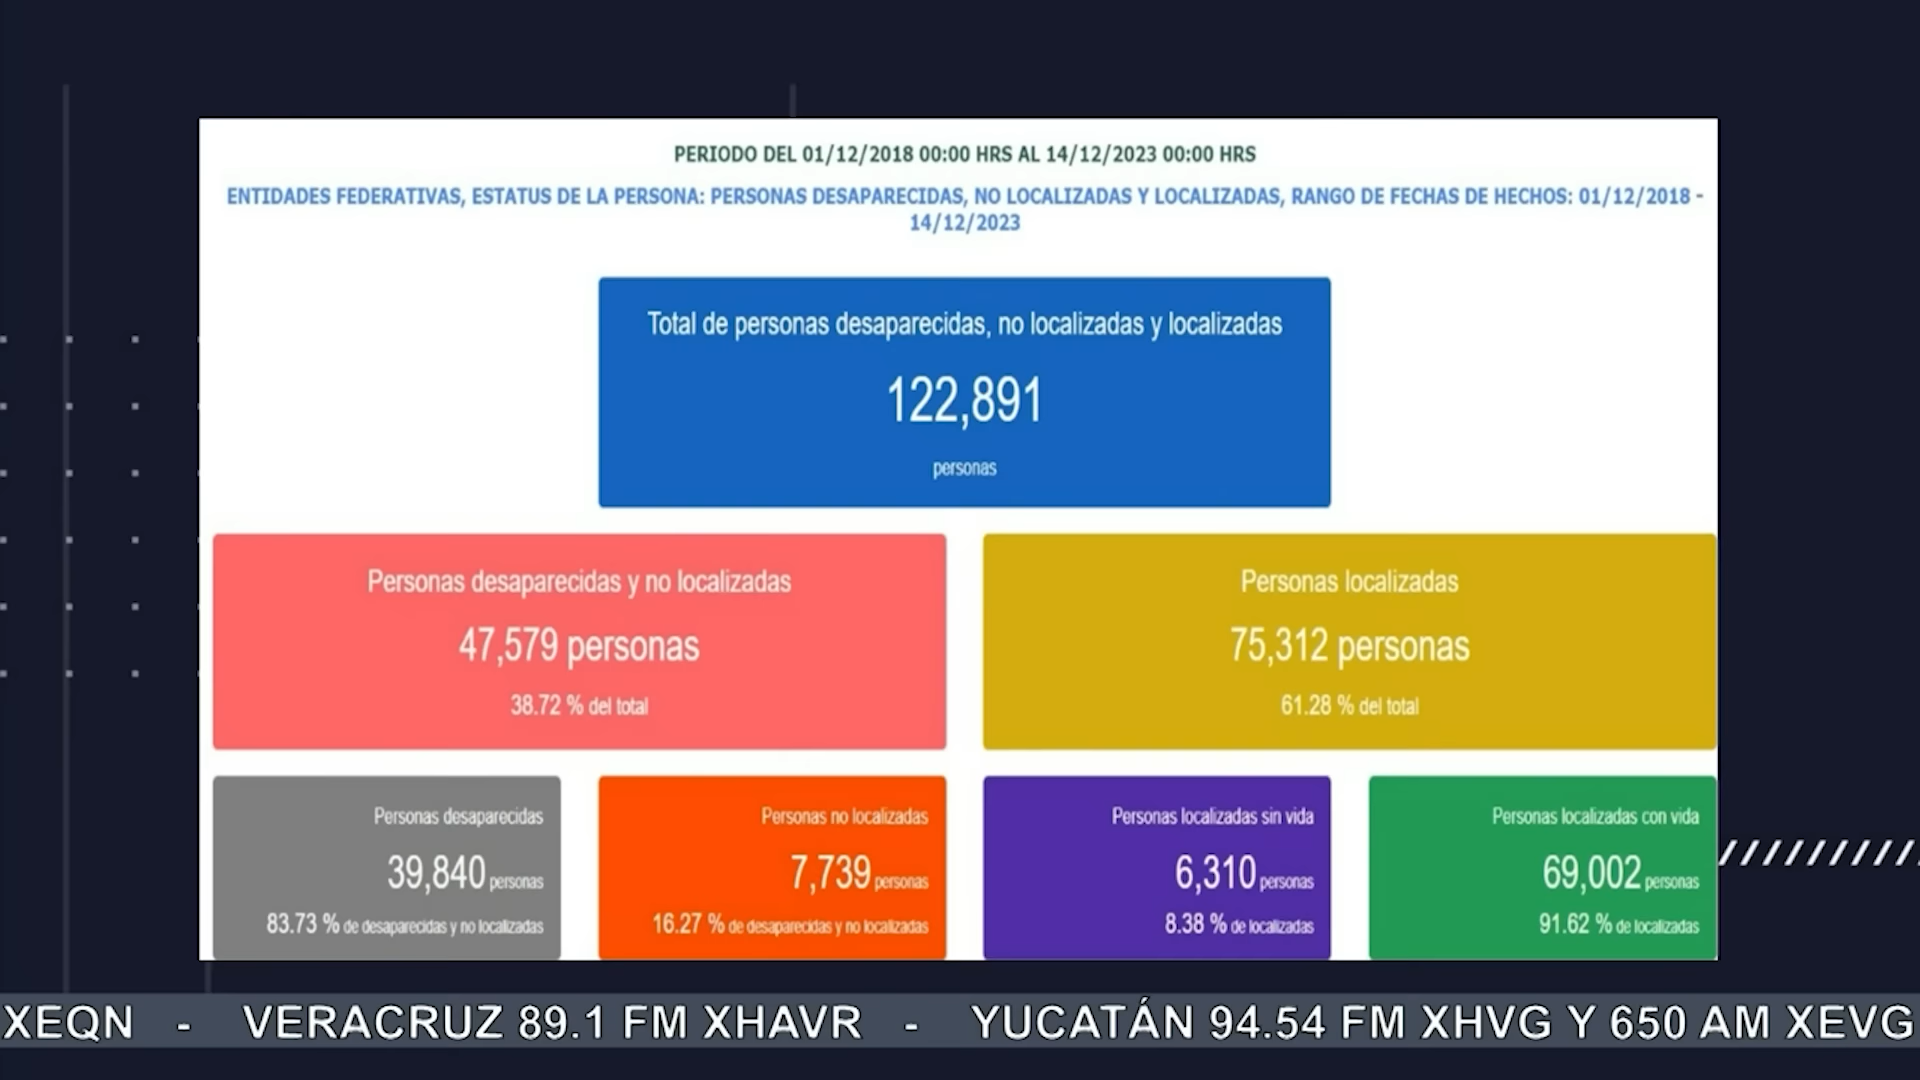 PERIODO DEL 01/12/2018 00:00 HRS AL 14/12/2023 00:00 HRS
ENTIDADES FEDERATIVAS, ESTATUS DE LA PERSONA: PERSONAS DESAPARECIDAS, NO LOCALIZADAS Y LOCALIZADAS, RANGO DE FECHAS DE HECHOS: 01/12/2018 -
14/12/2023
Total de personas desaparecidas, no localizadas y localizadas
122,891
personas
Personas desaparecidas y no localizadas
47,579 personas
38.72 % del total
Personas localizadas
75,312 personas
61.28 % del total
Personas desaparecidas
39,840 personas
83.73 % de desaparecidas y no localizadas
Personas no localizadas
7,739 personas
16.27 % de desaparecidas y no localizadas
Personas localizadas sin vida
6,310 personas
8.38 % de localizadas
Personas localizadas con vida
69,002 personas
91.62 % de localizadas
XEQN - VERACRUZ 89.1 FM XHAVR - YUCATÁN 94.54 FM XHVG Y 650 AM XEVG